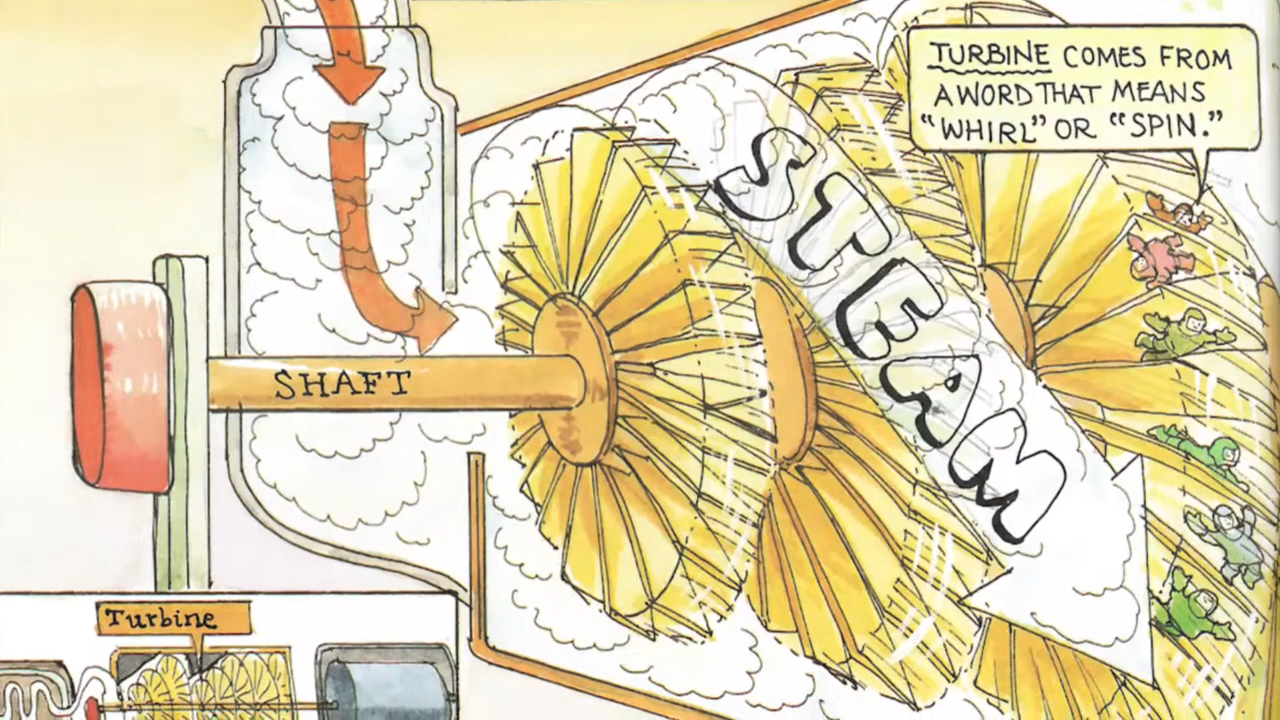 TURBINE COMES FROM
A WORD THAT MEANS
"WHIRL" OR "SPIN."
STEAM
SHAFT
Turbine